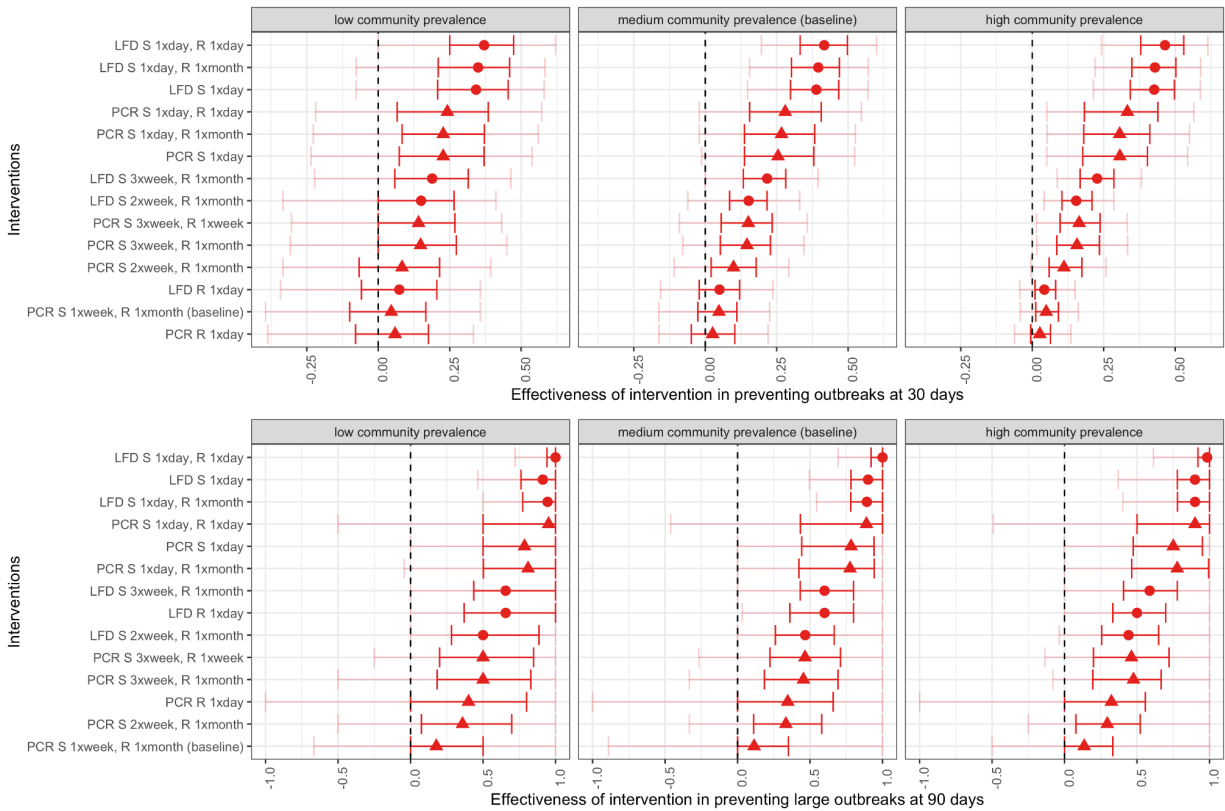 low community prevalence
medium community prevalence (baseline)
high community prevalence
Interventions
LFD S 1xday, R 1xday
LFD S 1xday, R 1xmonth
LFD S 1xday
PCR S 1xday, R 1xday
PCR S 1xday, R 1xmonth
PCR S 1xday
LFD S 3xweek, R 1xmonth
LFD S 2xweek, R 1xmonth
PCR S 3xweek, R 1xweek
PCR S 3xweek, R 1xmonth
PCR S 2xweek, R 1xmonth
LFD R 1xday
PCR S 1xweek, R 1xmonth (baseline)
PCR R 1xday
-0.25 0.00 0.25 0.50
-0.25 0.00 0.25 0.50
-0.25 0.00 0.25 0.50
Effectiveness of intervention in preventing outbreaks at 30 days
low community prevalence
medium community prevalence (baseline)
high community prevalence
Interventions
LFD S 1xday, R 1xday
LFD S 1xday
LFD S 1xday, R 1xmonth
PCR S 1xday, R 1xday
PCR S 1xday
PCR S 1xday, R 1xmonth
LFD S 3xweek, R 1xmonth
LFD R 1xday
LFD S 2xweek, R 1xmonth
PCR S 3xweek, R 1xweek
PCR S 3xweek, R 1xmonth
PCR R 1xday
PCR S 2xweek, R 1xmonth
PCR S 1xweek, R 1xmonth (baseline)
-1.0 -0.5 0.0 0.5 1.0
-1.0 -0.5 0.0 0.5 1.0
-1.0 -0.5 0.0 0.5 1.0
Effectiveness of intervention in preventing large outbreaks at 90 days